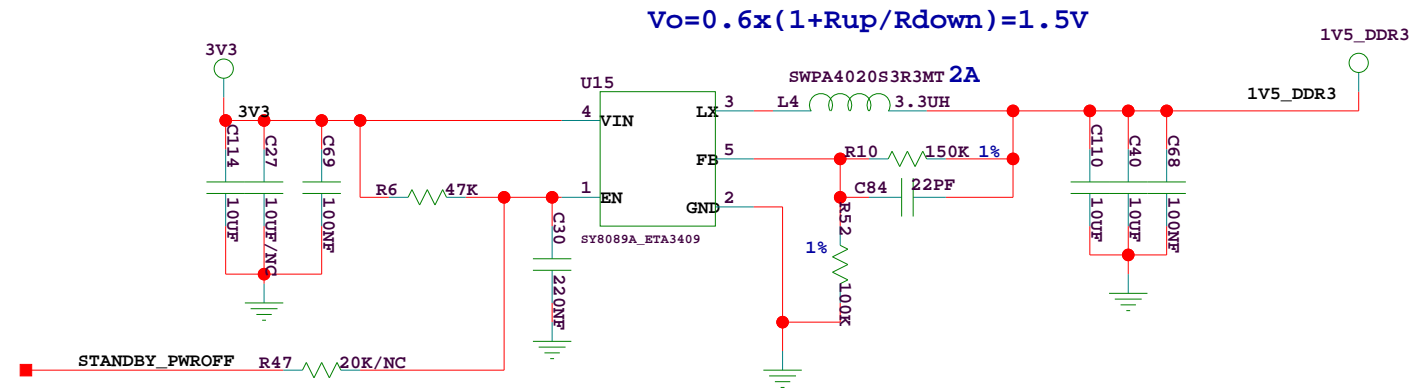 Vo=0.6x(1+Rup/Rdown)=1.5V
1V5_DDR3
3V3
SWPA4020S3R3MT 2A
U15
L4 3.3UH
1V5_DDR3
3V3
4 VIN
LX 3
C114
C27
C69
C110
C40
C68
FB 5
R10 150K 1%
R6 47K
1 EN
C84 22PF
GND 2
10UF
10UF/NC
100NF
C30
R52
10UF
10UF
100NF
SY8089A_ETA3409
1%
220NF
100K
STANDBY_PWROFF R47 20K/NC